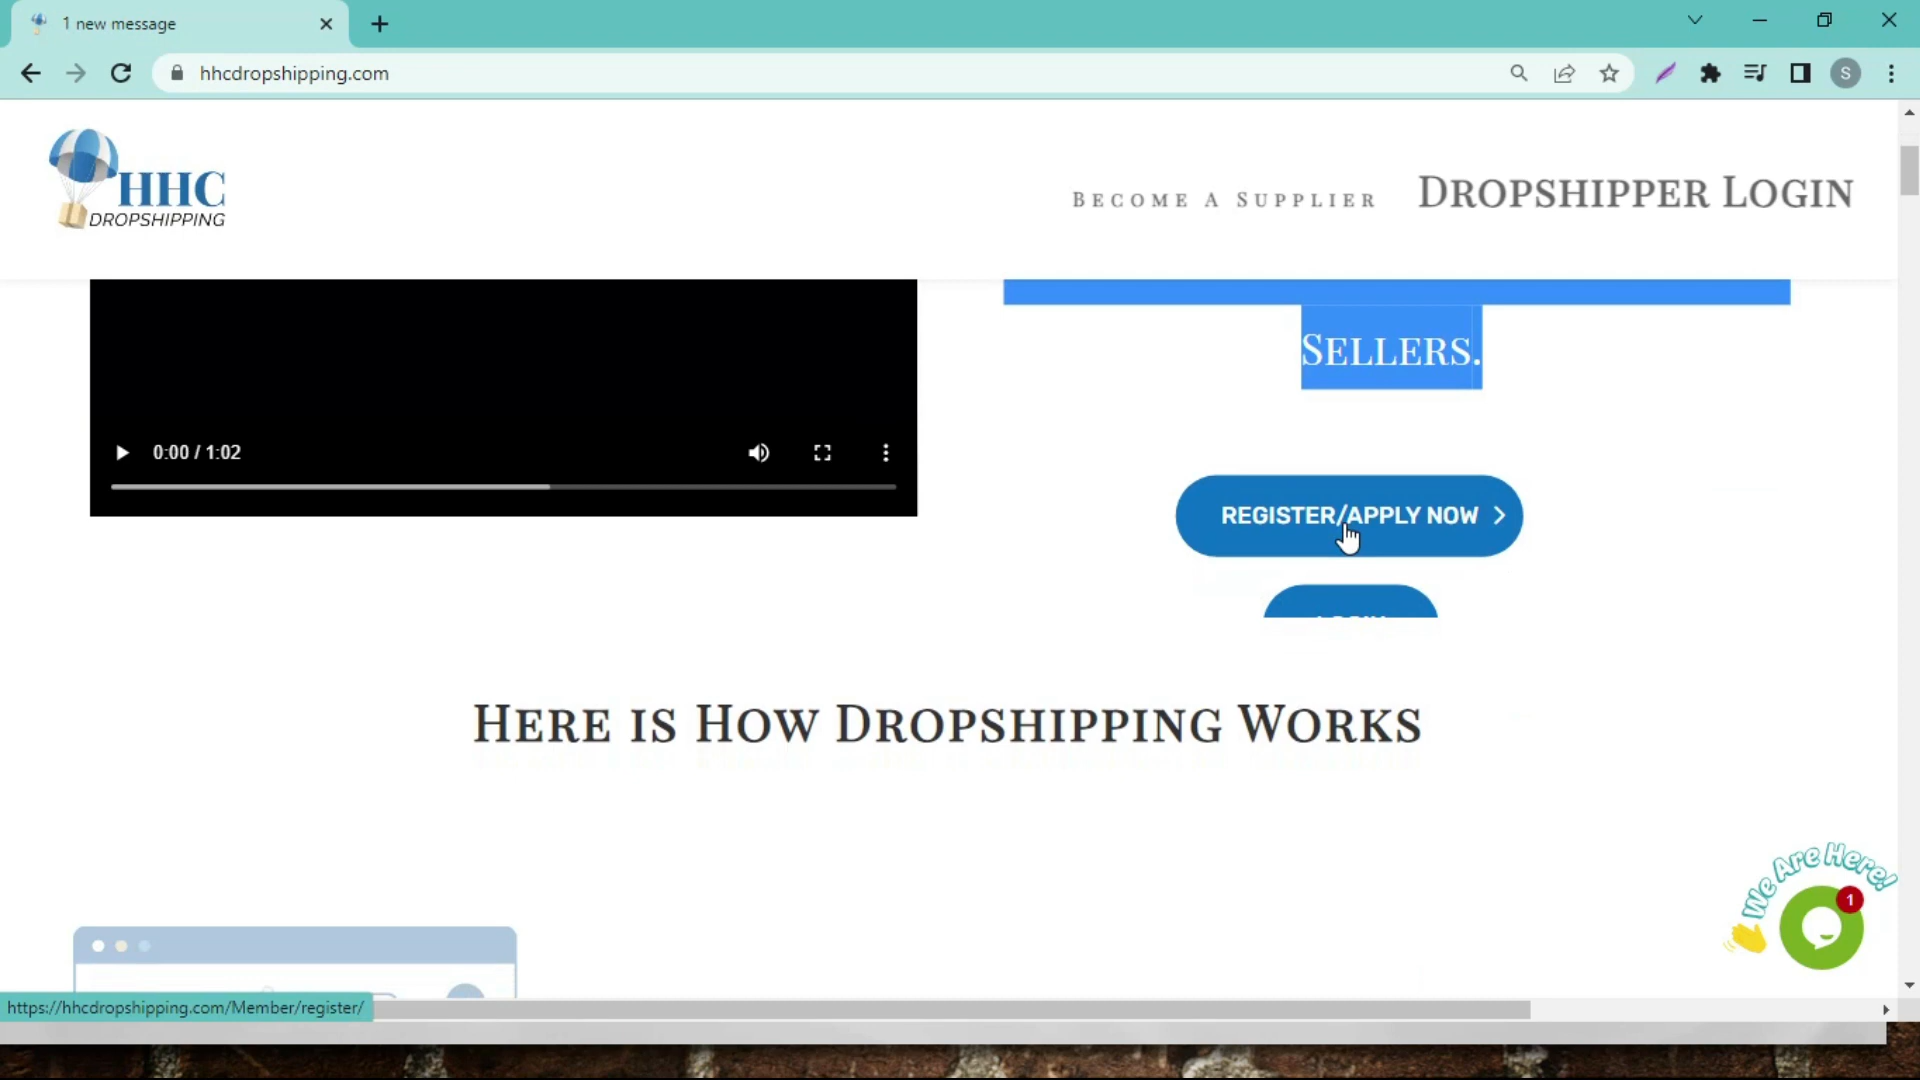 1 new message
hhcdropshipping.com
S
HHC
DROPSHIPPING
Become A Supplier
Dropshipper Login
Sellers.
0:00 / 1:02
REGISTER/APPLY NOW
Here is How Dropshipping Works
We Are Here!
1
https://hhcdropshipping.com/Member/register/